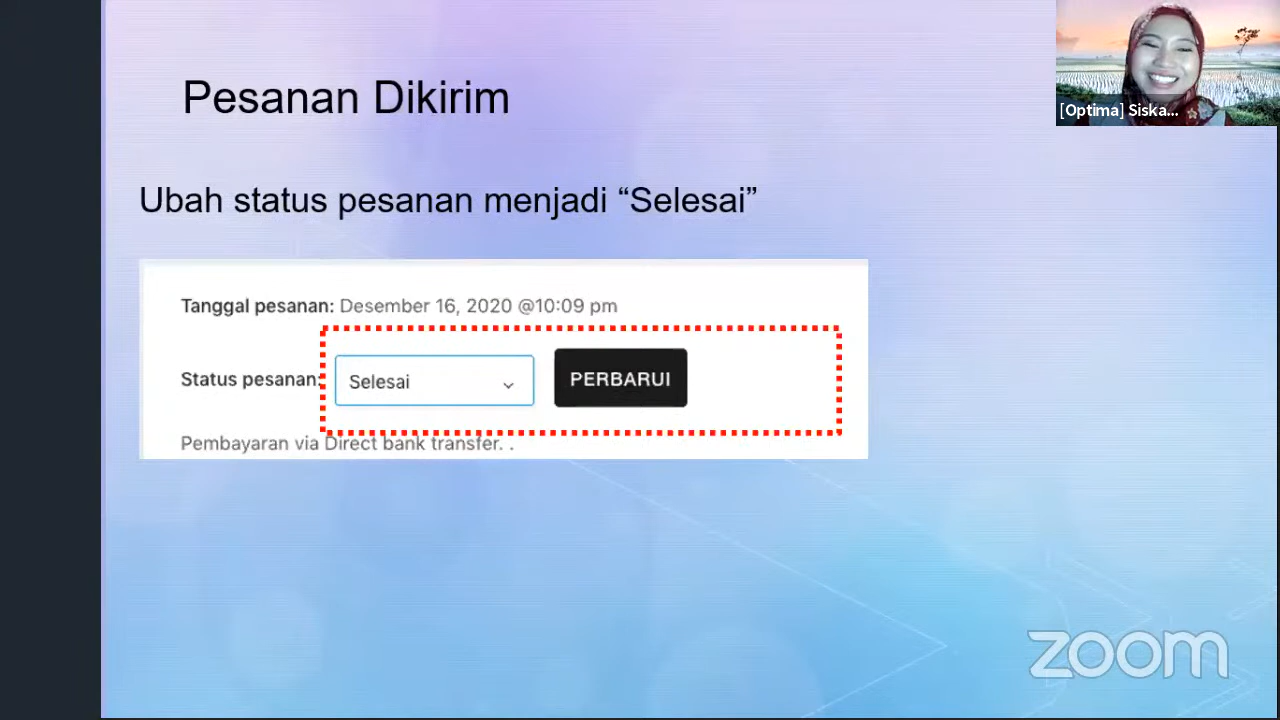 Pesanan Dikirim
[Optima] Siska...
Ubah status pesanan menjadi “Selesai”
Tanggal pesanan: Desember 16, 2020 @10:09 pm
Status pesanan: Selesai PERBARUI
Pembayaran via Direct bank transfer. .
zoom